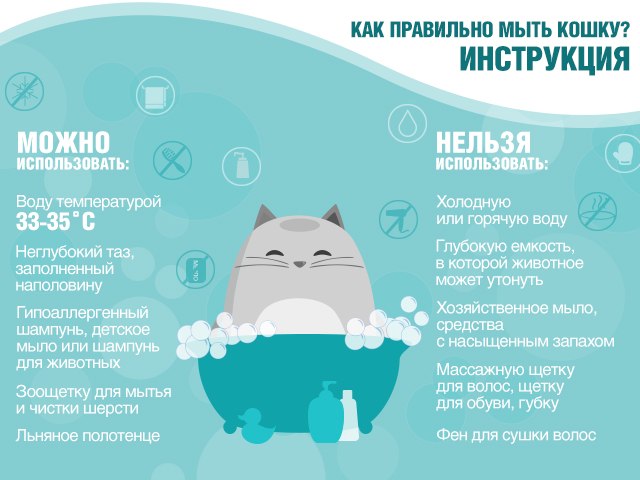 КАК ПРАВИЛЬНО МЫТЬ КОШКУ?
ИНСТРУКЦИЯ
МОЖНО
ИСПОЛЬЗОВАТЬ:
Воду температурой
33-35°С
Неглубокий таз,
заполненный
наполовину
Гипоаллергенный
шампунь, детское
мыло или шампунь
для животных
Зоощетку для мытья
и чистки шерсти
Льняное полотенце
НЕЛЬЗЯ
ИСПОЛЬЗОВАТЬ:
Холодную
или горячую воду
Глубокую емкость,
в которой животное
может утонуть
Хозяйственное мыло,
средства
с насыщенным запахом
Массажную щетку
для волос, щетку
для обуви, губку
Фен для сушки волос